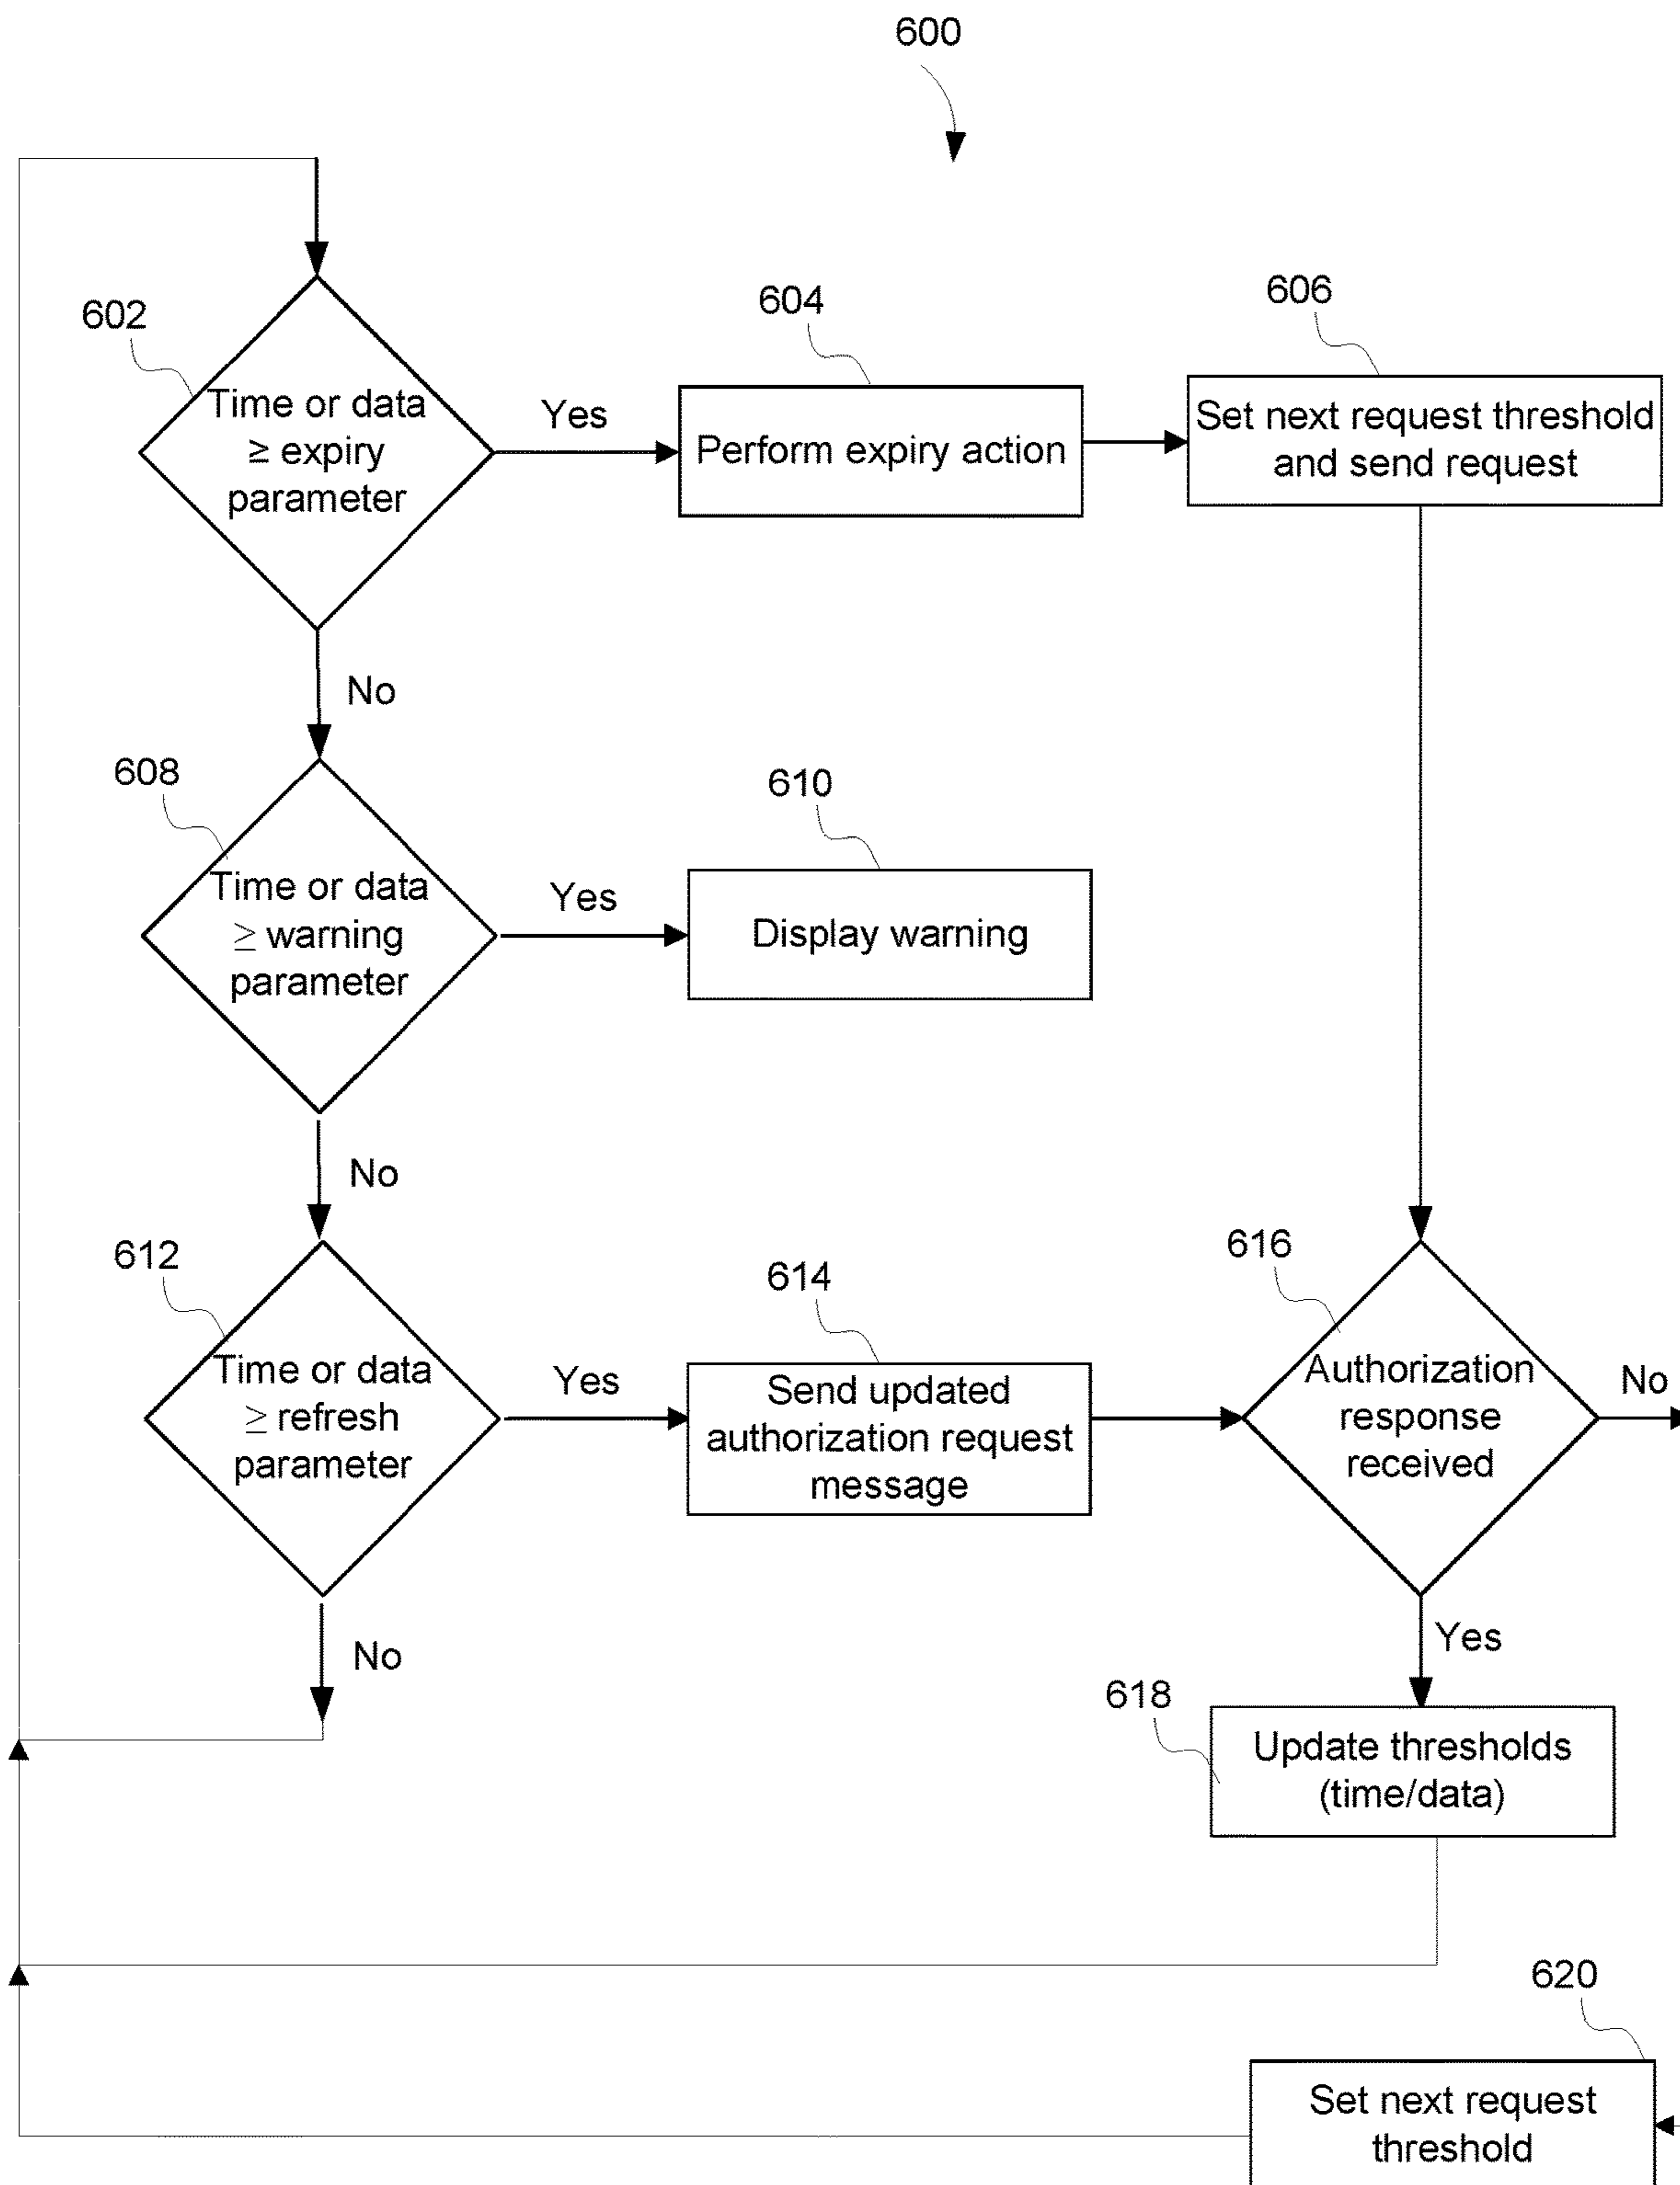 600
602
Time or data
≥ expiry
parameter
Yes
604
Perform expiry action
606
Set next request threshold
and send request
No
608
Time or data
≥ warning
parameter
Yes
610
Display warning
No
612
Time or data
≥ refresh
parameter
Yes
614
Send updated
authorization request
message
616
Authorization
response
received
No
No
Yes
618
Update thresholds
(time/data)
620
Set next request
threshold